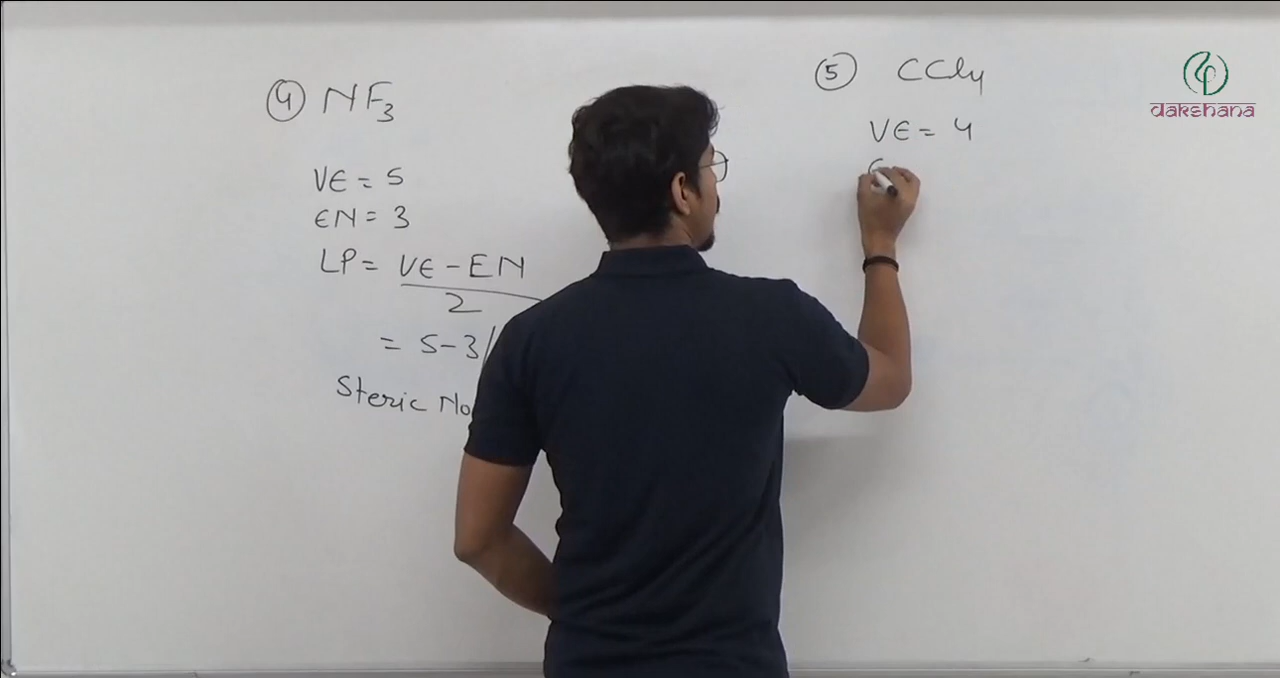 ④ NF₃
VE = 5
EN = 3
LP = VE - EN
2
= 5-3/
Steric No
⑤ CCl₄
VE = 4
dakshana